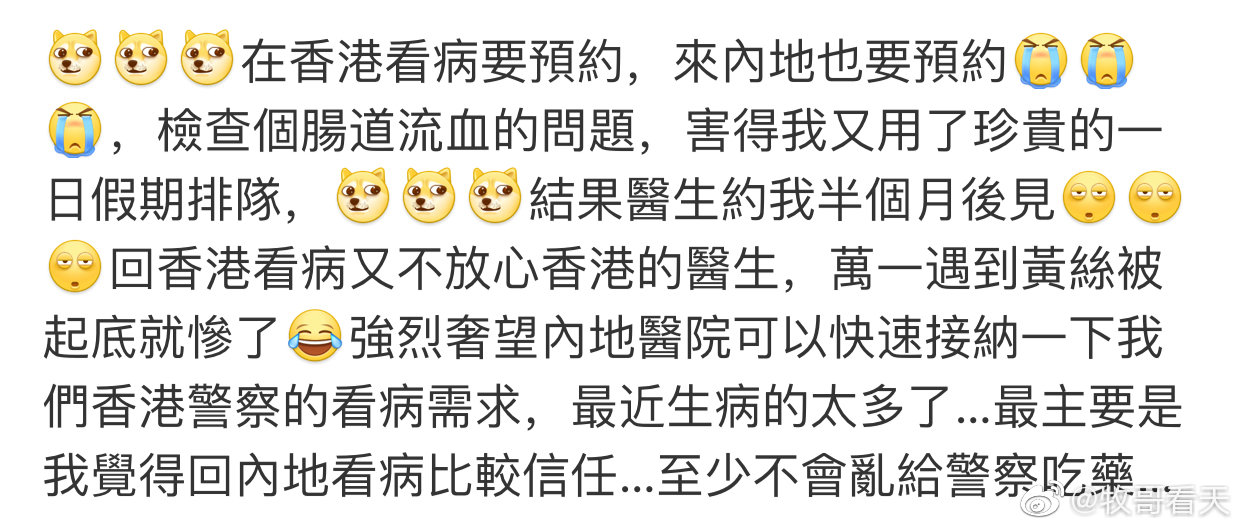 在香港看病要預約，來內地也要預約
，檢查個腸道流血的問題，害得我又用了珍貴的一
日假期排隊，結果醫生約我半個月後見
回香港看病又不放心香港的醫生，萬一遇到黃絲被
起底就慘了強烈奢望內地醫院可以快速接納一下我
們香港警察的看病需求，最近生病的太多了...最主要是
我覺得回內地看病比較信任...至少不會亂給警察吃藥...
@牧哥看天